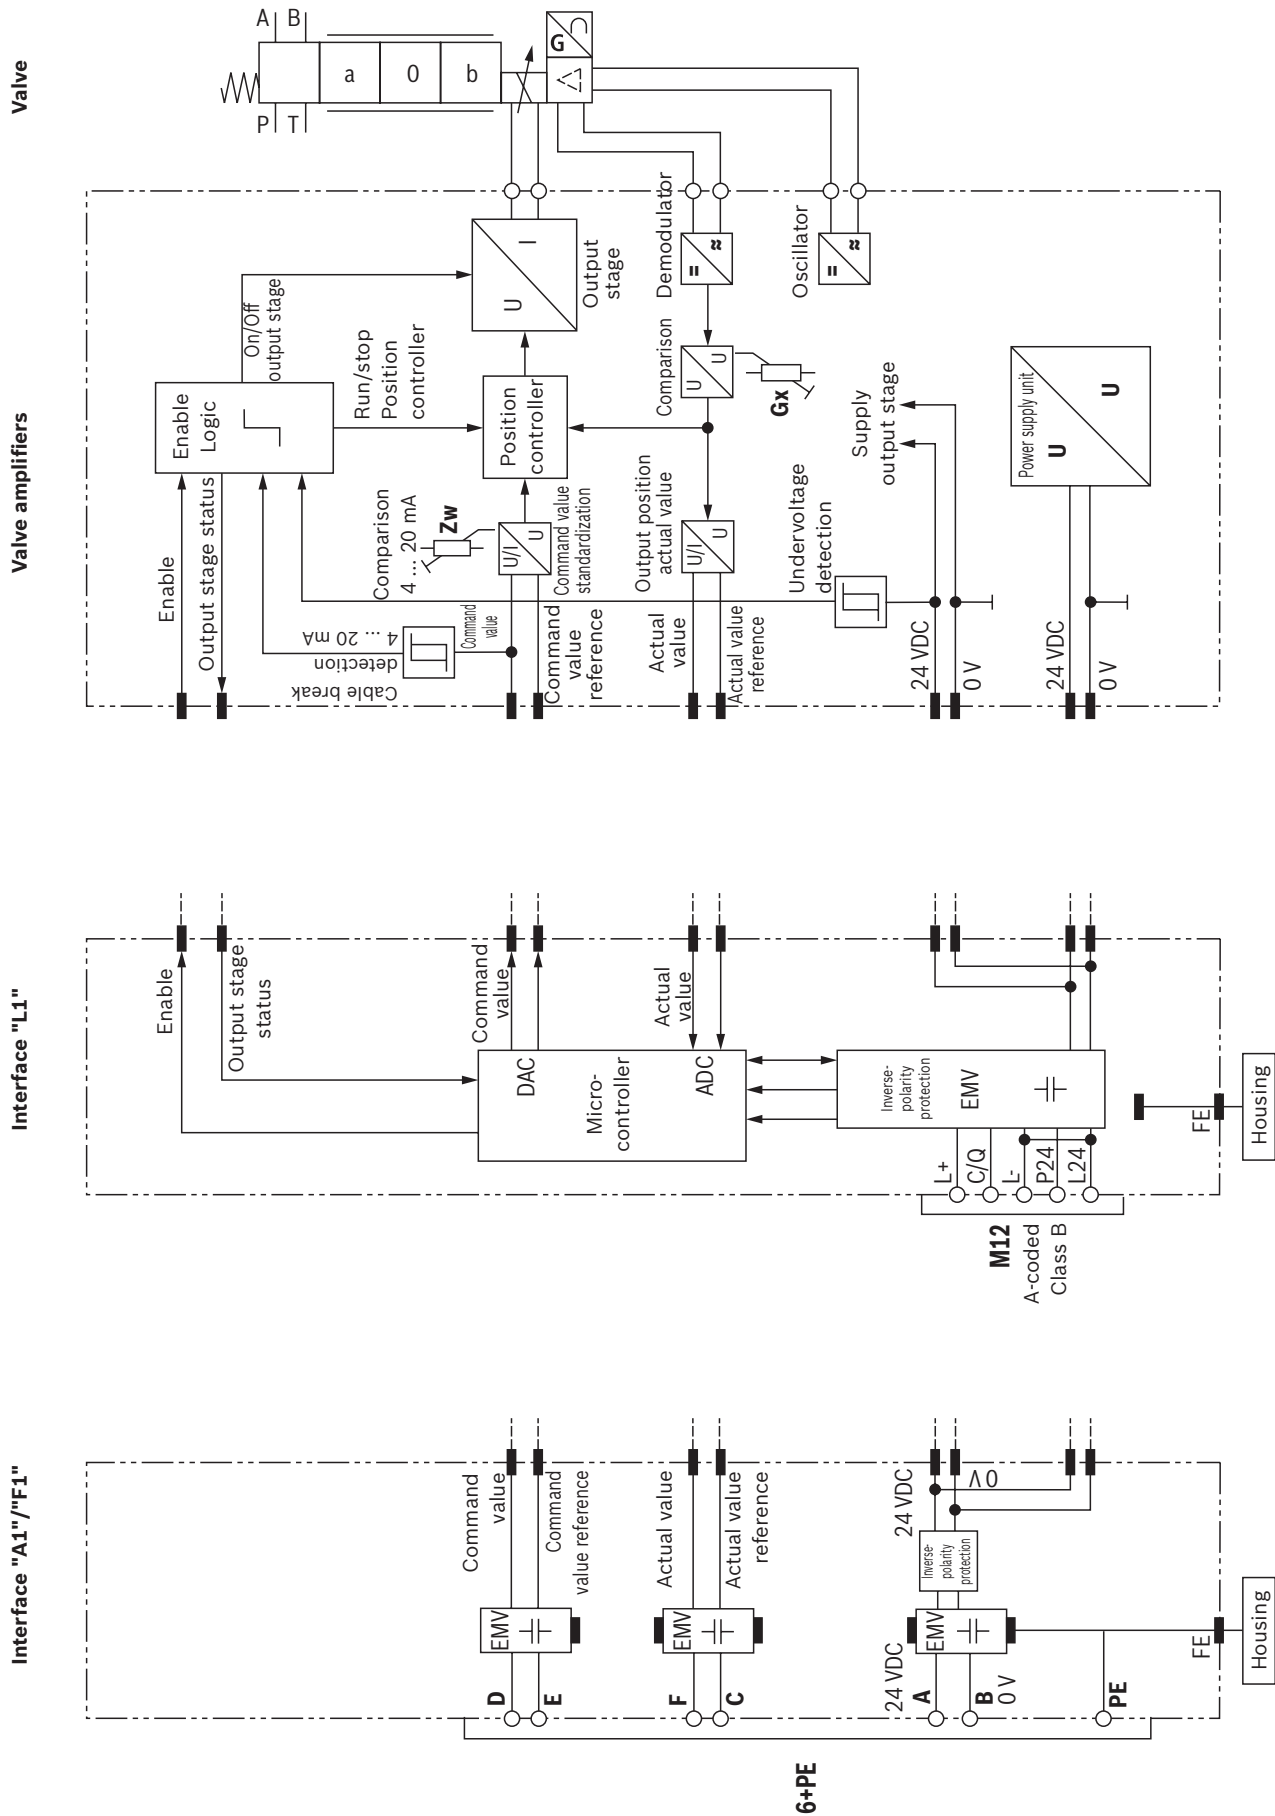 Interface "A1"/"F1"
Interface "L1"
Valve amplifiers
Valve
6+PE
D
E
F
C
24 VDC
A
B
0 V
PE
EMV
EMV
EMV
Inverse-
polarity
protection
Command
value
Command
value reference
Actual value
Actual value
reference
24 VDC
0 V
FE
Housing
M12
A-coded
Class B
L+
C/Q
L-
P24
L24
Inverse-
polarity
protection
EMV
Micro-
controller
DAC
ADC
Enable
Output stage
status
Command
value
Actual
value
FE
Housing
Enable
Output stage status
Cable break
detection
4 ... 20 mA
Command
value
Command
value
reference
Comparison
4 ... 20 mA
Zw
U/I
U
Command value
standardization
Actual
value
Actual value
reference
Output position
actual value
U/I
U
Undervoltage
detection
24 VDC
0 V
24 VDC
0 V
Enable
Logic
Run/stop
Position
controller
On/Off
output stage
Position
controller
U
I
Output
stage
Comparison
U
U
Gx
Demodulator
=
≈
Oscillator
=
≈
Supply
output stage
Power supply unit
U
U
A
B
P
T
a
0
b
G